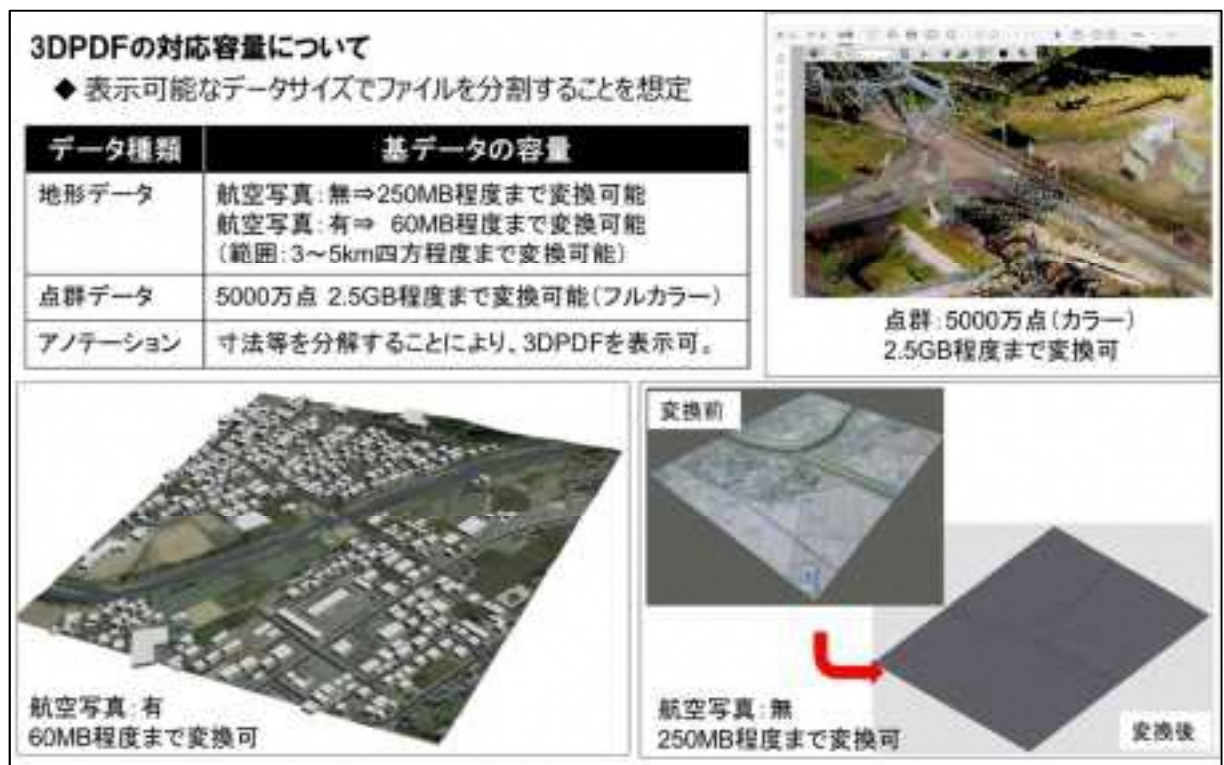 3DPDFの対応容量について
◆ 表示可能なデータサイズでファイルを分割することを想定
データ種類
基データの容量
地形データ
航空写真:無⇒250MB程度まで変換可能
航空写真:有⇒ 60MB程度まで変換可能
(範囲:3～5km四方程度まで変換可能)
点群データ
5000万点 2.5GB程度まで変換可能(フルカラー)
アノテーション
寸法等を分解することにより、3DPDFを表示可。
点群:5000万点(カラー)
2.5GB程度まで変換可
航空写真:有
60MB程度まで変換可
変換前
航空写真:無
250MB程度まで変換可
変換後